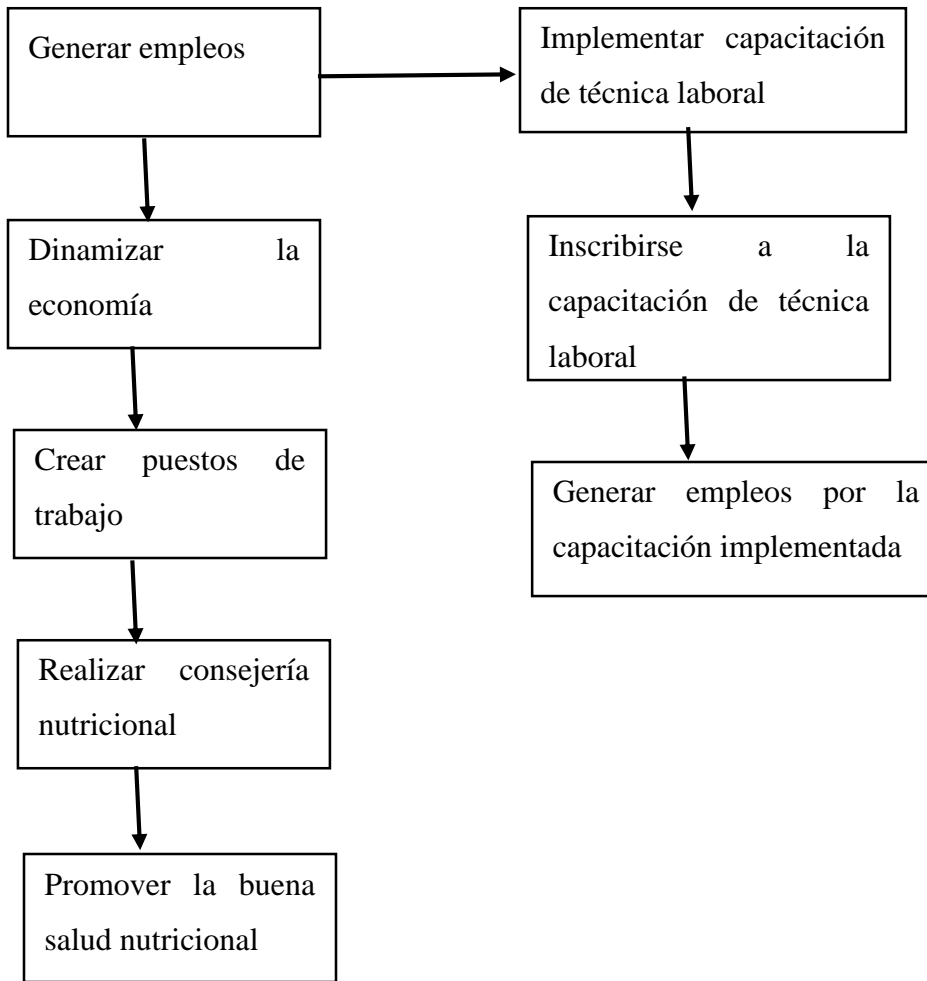 Generar empleos
Implementar capacitación
de técnica laboral
Dinamizar la
economía
Inscribirse a la
capacitación de técnica
laboral
Crear puestos de
trabajo
Generar empleos por la
capacitación implementada
Realizar consejería
nutricional
Promover la buena
salud nutricional